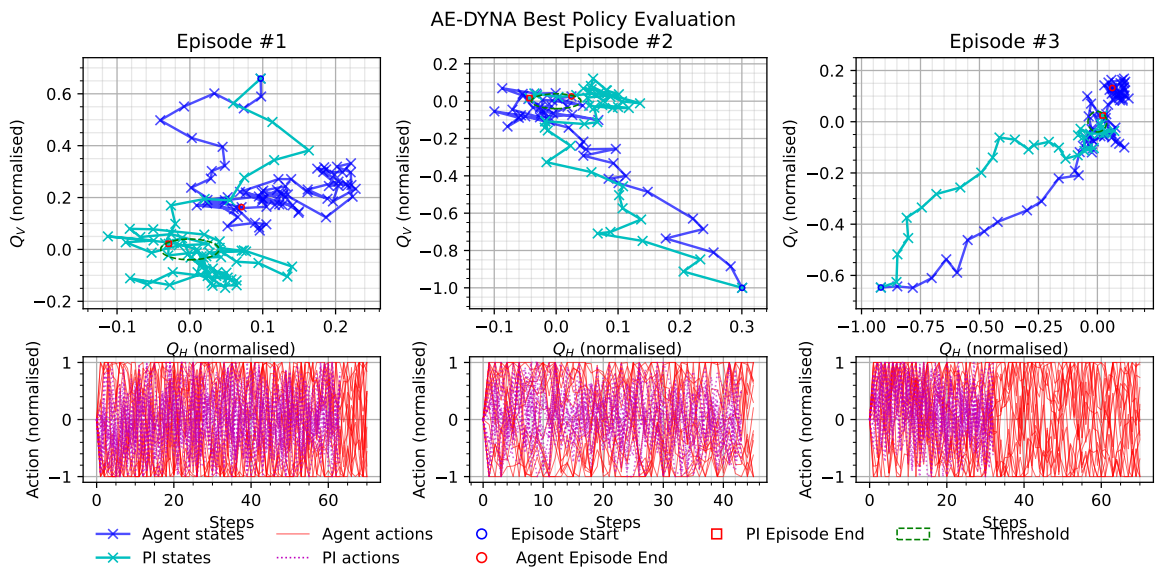 AE-DYNA Best Policy Evaluation
Episode #1
Episode #2
Episode #3
Q_V (normalised)
0.6
0.4
0.2
0.0
−0.2
−0.1
0.0
0.1
0.2
Q_H (normalised)
Q_V (normalised)
0.2
0.0
−0.2
−0.4
−0.6
−0.8
−1.0
−0.1
0.0
0.1
0.2
0.3
Q_H (normalised)
Q_V (normalised)
0.2
0.0
−0.2
−0.4
−0.6
−1.00
−0.75
−0.50
−0.25
0.00
Q_H (normalised)
Action (normalised)
1
0
−1
0
20
40
60
Steps
Action (normalised)
1
0
−1
0
10
20
30
40
Steps
Action (normalised)
1
0
−1
0
20
40
60
Steps
Agent states
PI states
Agent actions
PI actions
Episode Start
Agent Episode End
PI Episode End
State Threshold